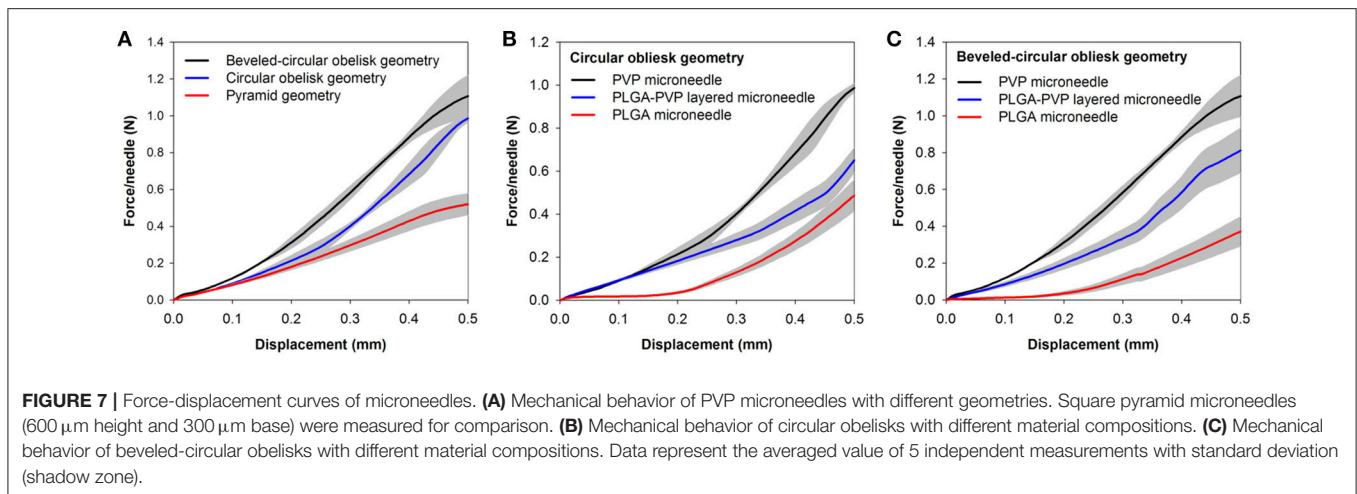 A
1.4
1.2
1.0
0.8
0.6
0.4
0.2
0.0
Force/needle (N)
Beveled-circular obelisk geometry
Circular obelisk geometry
Pyramid geometry
0.0 0.1 0.2 0.3 0.4 0.5
Displacement (mm)
B
1.2
1.0
0.8
0.6
0.4
0.2
0.0
Force/needle (N)
Circular obliesk geometry
PVP microneedle
PLGA-PVP layered microneedle
PLGA microneedle
0.0 0.1 0.2 0.3 0.4 0.5
Displacement (mm)
C
1.4
1.2
1.0
0.8
0.6
0.4
0.2
0.0
Force/needle (N)
Beveled-circular obliesk geometry
PVP microneedle
PLGA-PVP layered microneedle
PLGA microneedle
0.0 0.1 0.2 0.3 0.4 0.5
Displacement (mm)
FIGURE 7 | Force-displacement curves of microneedles. (A) Mechanical behavior of PVP microneedles with different geometries. Square pyramid microneedles
(600 μm height and 300 μm base) were measured for comparison. (B) Mechanical behavior of circular obelisks with different material compositions. (C) Mechanical
behavior of beveled-circular obelisks with different material compositions. Data represent the averaged value of 5 independent measurements with standard deviation
(shadow zone).